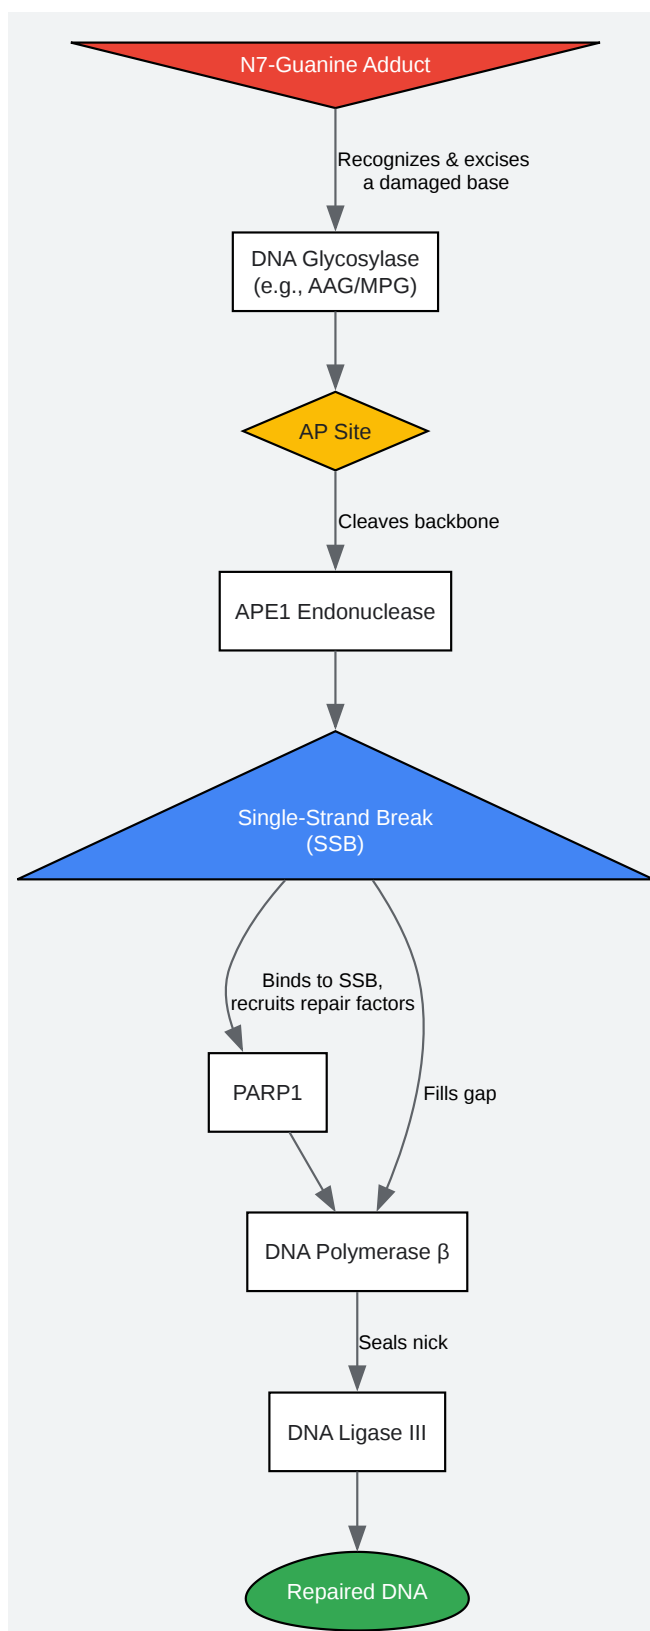 N7-Guanine Adduct
Recognizes & excises
a damaged base
DNA Glycosylase
(e.g., AAG/MPG)
AP Site
Cleaves backbone
APE1 Endonuclease
Single-Strand Break
(SSB)
Binds to SSB,
recruits repair factors
PARP1
Fills gap
DNA Polymerase β
Seals nick
DNA Ligase III
Repaired DNA